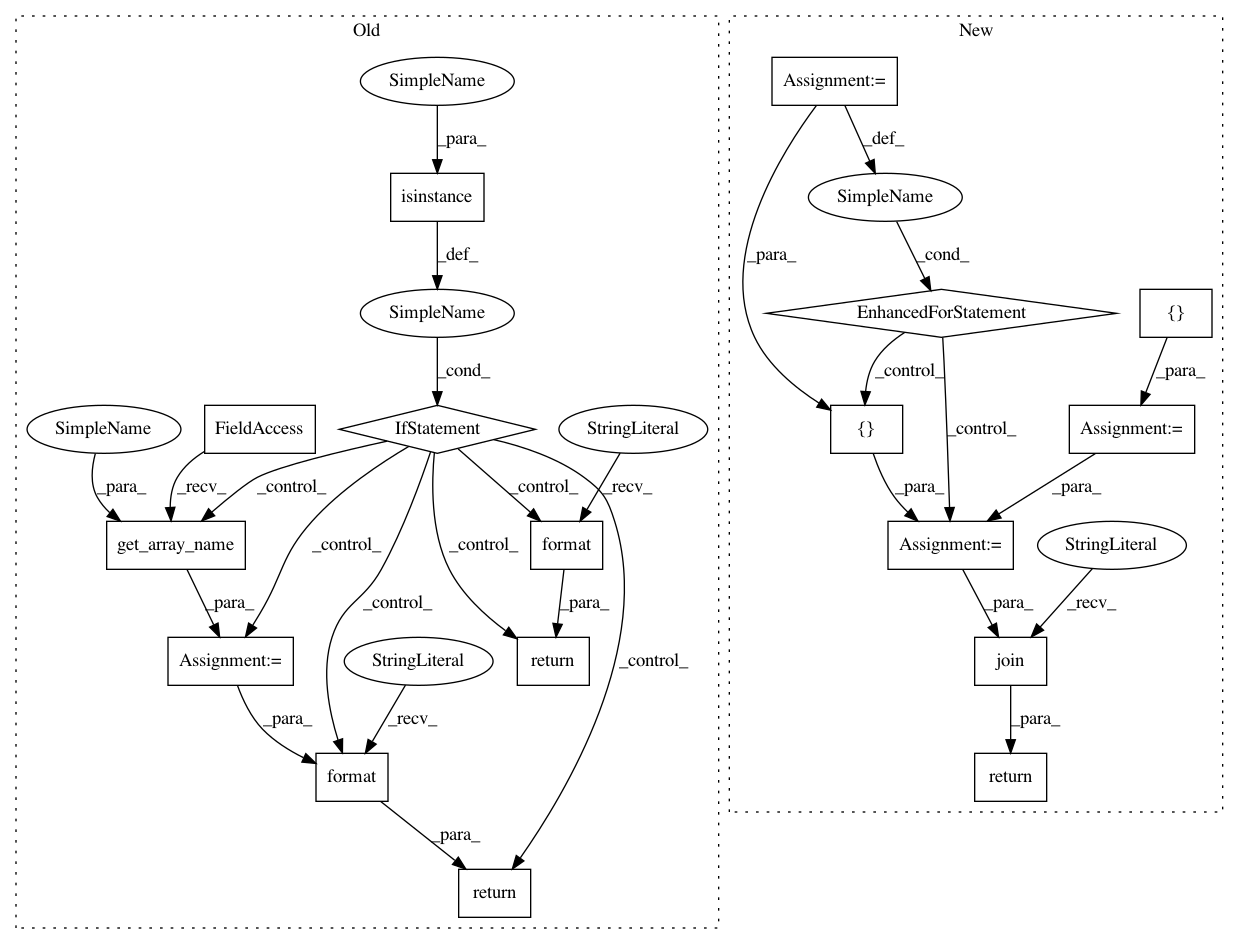 Old
New
SimpleName
Assignment:=
_para_
_def_
isinstance
SimpleName
_def_
_para_
_cond_
SimpleName
EnhancedForStatement
{}
_cond_
_control_
_para_
SimpleName
FieldAccess
IfStatement
StringLiteral
{}
_control_
Assignment:=
_para_
_recv_
_control_
_control_
_recv_
_para_
_para_
get_array_name
_control_
_control_
format
Assignment:=
StringLiteral
_para_
_control_
_para_
_para_
_recv_
Assignment:=
StringLiteral
return
_control_
join
_para_
_recv_
_para_
format
return
_para_
return